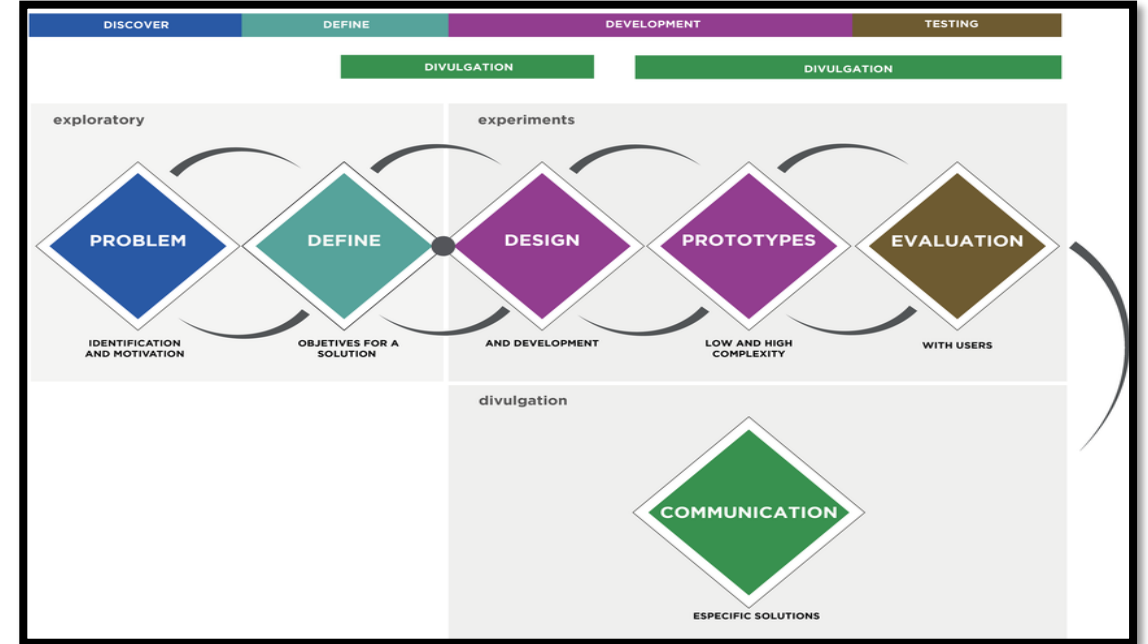 DISCOVER
DEFINE
DEVELOPMENT
TESTING
DIVULGATION
DIVULGATION
exploratory
experiments
PROBLEM
DEFINE
DESIGN
PROTOTYPES
EVALUATION
IDENTIFICATION
AND MOTIVATION
OBJETIVES FOR A
SOLUTION
AND DEVELOPMENT
LOW AND HIGH
COMPLEXITY
WITH USERS
divulgation
COMMUNICATION
ESPECIFIC SOLUTIONS